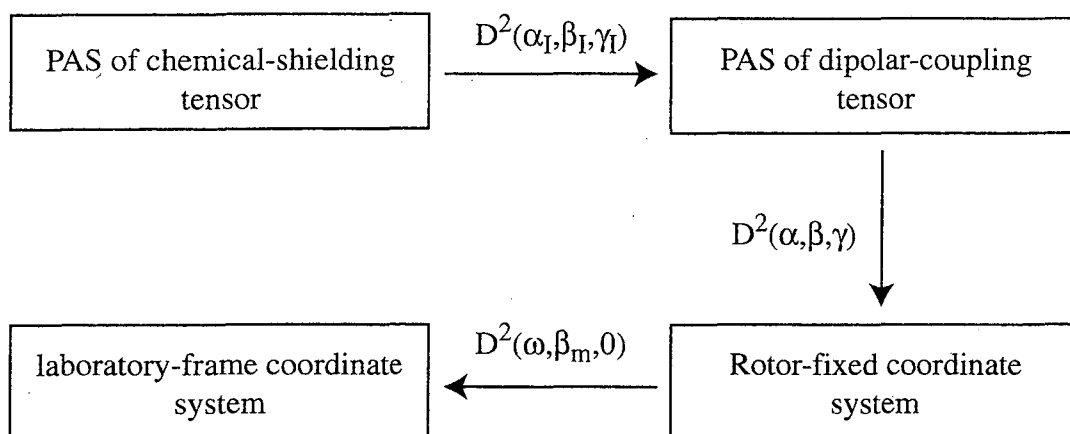 PAS of chemical-shielding
tensor
D²(α_I,β_I,γ_I)
PAS of dipolar-coupling
tensor
D²(α,β,γ)
laboratory-frame coordinate
system
D²(ω,β_m,0)
Rotor-fixed coordinate
system